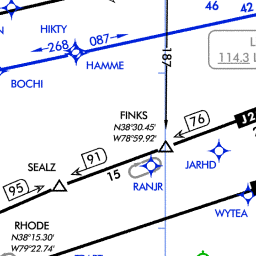 46
42
HIKTY
268
087
HAMME
BOCHI
187
L
114.3 L
FINKS
N38°30.45'
W78°59.92'
76
J2
SEALZ
91
JARHD
15
RANJR
95
WYTEA
RHODE
N38°15.30'
W79°22.74'